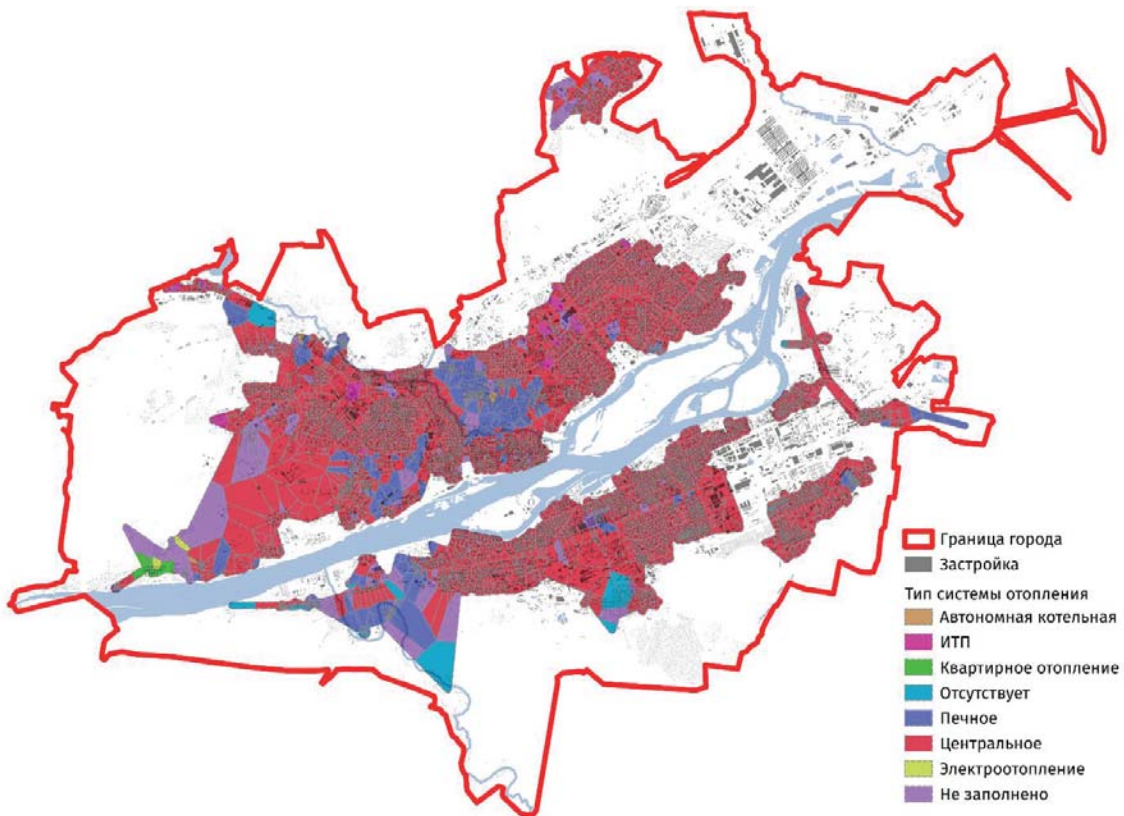 Граница города
Застройка
Тип системы отопления
Автономная котельная
ИТП
Квартирное отопление
Отсутствует
Печное
Центральное
Электроотопление
Не заполнено